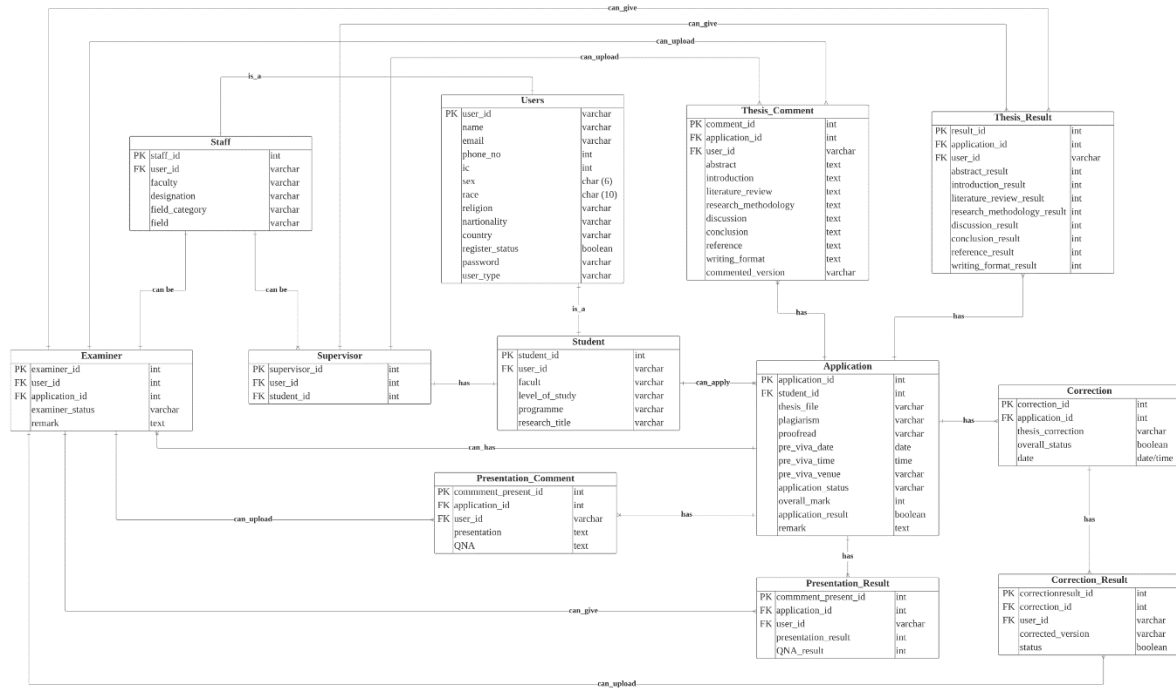 can_give
can_give
can_upload
can_upload
is_a
Users
PK user_id varchar
name varchar
email varchar
phone_no int
ic int
sex char (6)
race char (10)
religion varchar
nartionality varchar
country varchar
register_status boolean
password varchar
user_type varchar
Thesis_Comment
PK comment_id int
FK application_id int
FK user_id varchar
abstract text
introduction text
literature_review text
research_methodology text
discussion text
conclusion text
reference text
writing_format text
commented_version varchar
Thesis_Result
PK result_id int
FK application_id int
FK user_id varchar
abstract_result int
introduction_result int
literature_review_result int
research_methodology_result int
discussion_result int
conclusion_result int
reference_result int
writing_format_result int
Staff
PK staff_id int
FK user_id varchar
faculty varchar
designation varchar
field_category varchar
field varchar
can be
can be
is_a
has
has
Examiner
PK examiner_id int
FK user_id int
FK application_id int
examiner_status varchar
remark text
Supervisor
PK supervisor_id int
FK user_id int
FK student_id int
has
Student
PK student_id int
FK user_id varchar
facult varchar
level_of_study varchar
programme varchar
research_title varchar
can_apply
Application
PK application_id int
FK student_id int
thesis_file varchar
plagiarism varchar
proofread varchar
pre_viva_date date
pre_viva_time time
pre_viva_venue varchar
application_status varchar
overall_mark int
application_result boolean
remark text
has
Correction
PK correction_id int
FK application_id int
thesis_correction varchar
overall_status boolean
date date/time
can_has
Presentation_Comment
PK commment_present_id int
FK application_id int
FK user_id varchar
presentation text
QNA text
can_upload
has
has
has
Presentation_Result
PK commment_present_id int
FK application_id int
FK user_id varchar
presentation_result int
QNA_result int
can_give
Correction_Result
PK correctionresult_id int
FK correction_id int
FK user_id varchar
corrected_version varchar
status boolean
can_upload